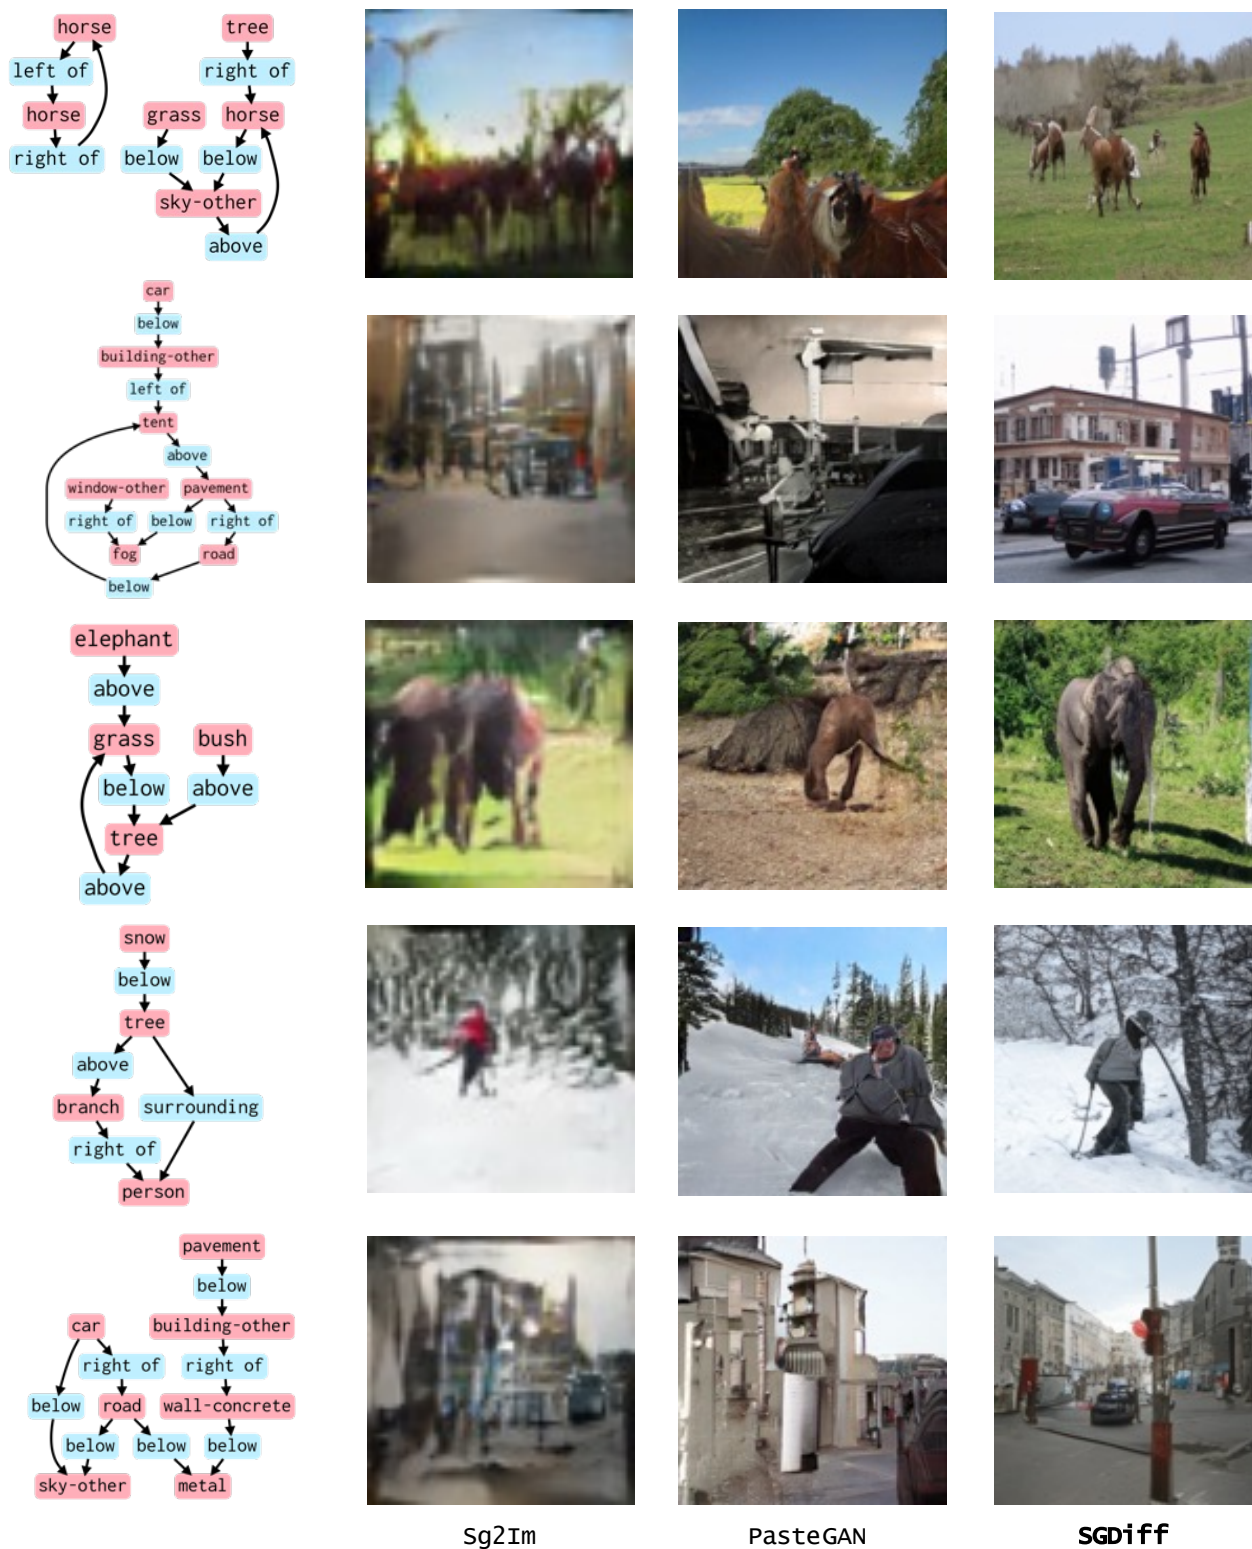 horse
tree
left of
right of
horse
grass
horse
right of
below
below
sky-other
above
car
below
building-other
left of
tent
above
window-other
pavement
right of
below
right of
fog
road
below
elephant
above
grass
bush
below
above
tree
above
snow
below
tree
above
branch
surrounding
right of
person
pavement
below
car
building-other
right of
right of
below
road
wall-concrete
below
below
below
sky-other
metal
Sg2Im
PasteGAN
SGDiff